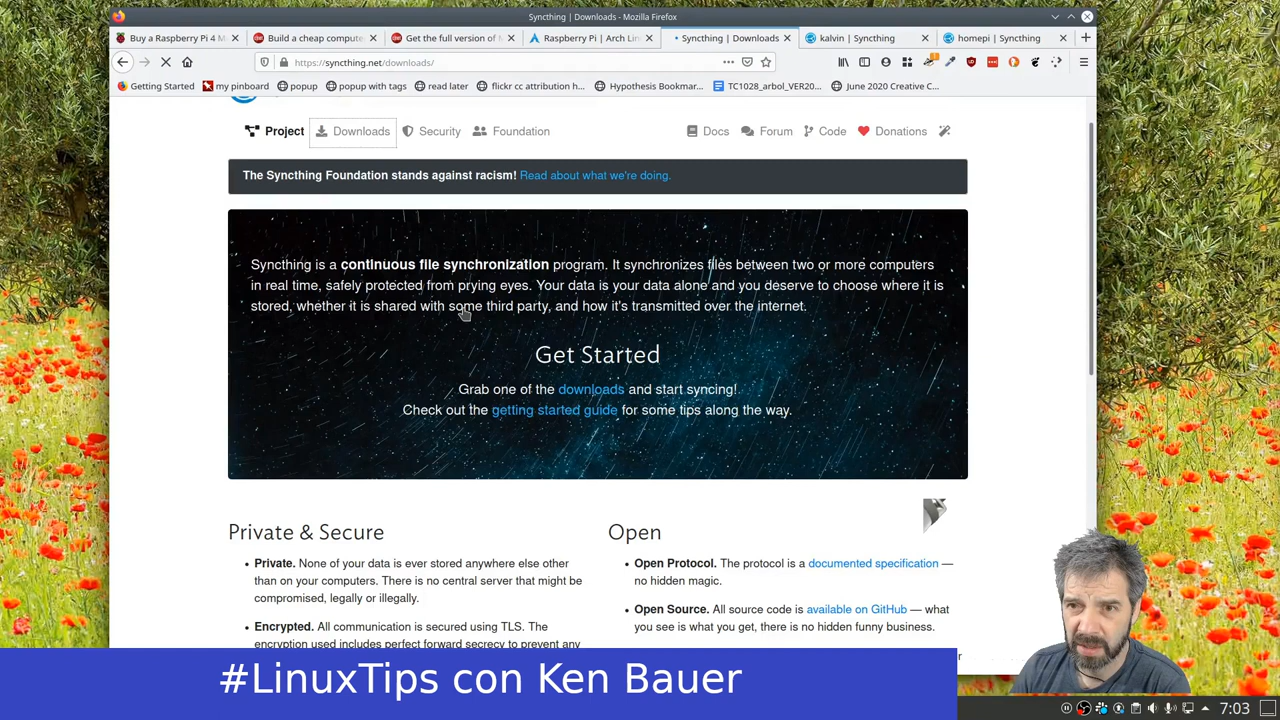 Syncthing | Downloads - Mozilla Firefox
Buy a Raspberry Pi 4 M
Build a cheap compute
Get the full version of M
Raspberry Pi | Arch Lin
Syncthing | Downloads
kalvin | Syncthing
homepi | Syncthing
https://syncthing.net/downloads/
Getting Started
my pinboard
popup
popup with tags
read later
flickr cc attribution h...
Hypothesis Bookmar...
TC1028_arbol_VER20...
June 2020 Creative C...
Project
Downloads
Security
Foundation
Docs
Forum
Code
Donations
The Syncthing Foundation stands against racism! Read about what we're doing.
Syncthing is a continuous file synchronization program. It synchronizes files between two or more computers
in real time, safely protected from prying eyes. Your data is your data alone and you deserve to choose where it is
stored, whether it is shared with some third party, and how it's transmitted over the internet.
Get Started
Grab one of the downloads and start syncing!
Check out the getting started guide for some tips along the way.
Private & Secure
• Private. None of your data is ever stored anywhere else other
than on your computers. There is no central server that might be
compromised, legally or illegally.
• Encrypted. All communication is secured using TLS. The
encryption used includes perfect forward secrecy to prevent any
Open
• Open Protocol. The protocol is a documented specification —
no hidden magic.
• Open Source. All source code is available on GitHub — what
you see is what you get, there is no hidden funny business.
#LinuxTips con Ken Bauer
7:03